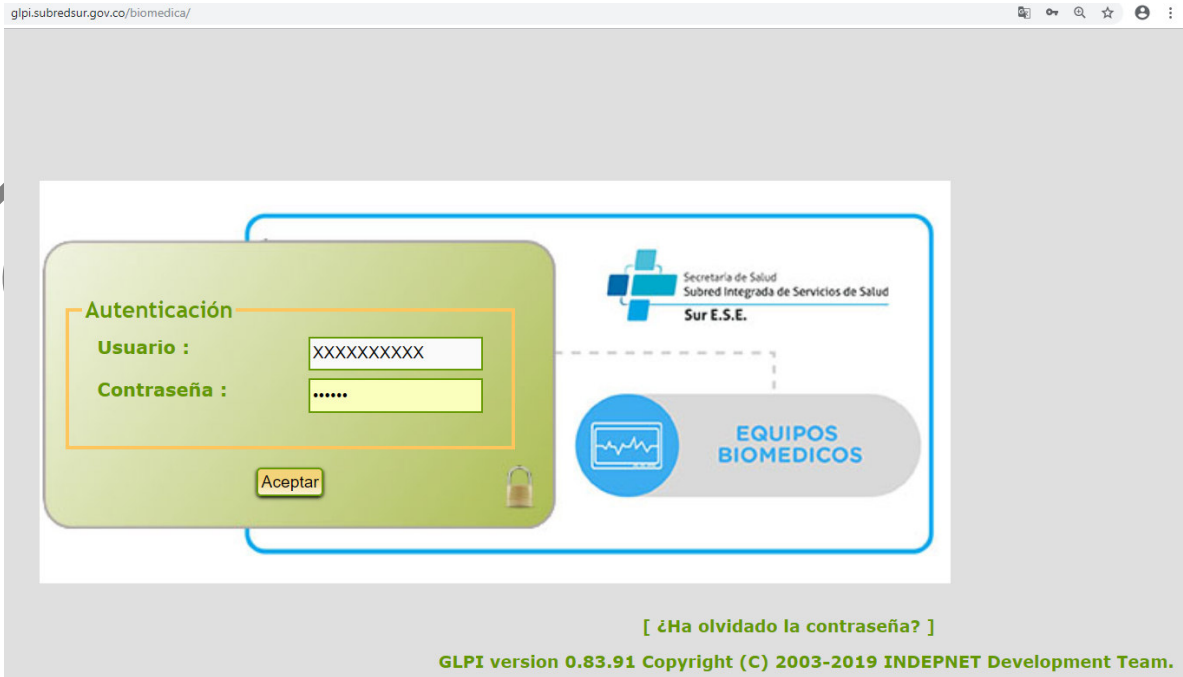 glpi.subredsur.gov.co/biomedica/
Autenticación
Usuario : XXXXXXXXXX
Contraseña : ••••••
Aceptar
Secretaría de Salud
Subred Integrada de Servicios de Salud
Sur E.S.E.
EQUIPOS
BIOMEDICOS
[ ¿Ha olvidado la contraseña? ]
GLPI version 0.83.91 Copyright (C) 2003-2019 INDEPNET Development Team.